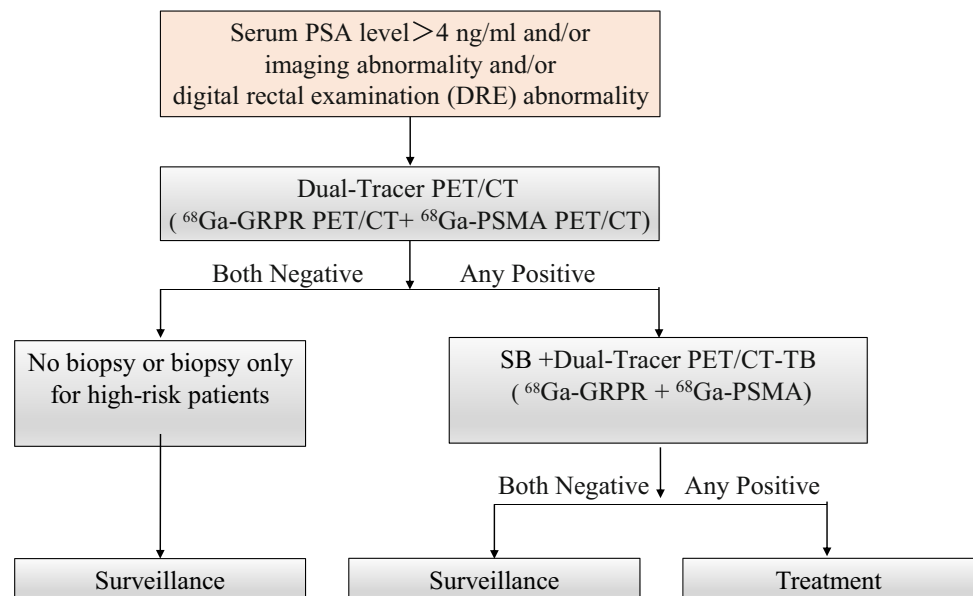 Serum PSA level＞4 ng/ml and/or
imaging abnormality and/or
digital rectal examination (DRE) abnormality
Dual-Tracer PET/CT
( ⁶⁸Ga-GRPR PET/CT+ ⁶⁸Ga-PSMA PET/CT)
Both Negative Any Positive
No biopsy or biopsy only
for high-risk patients
SB +Dual-Tracer PET/CT-TB
( ⁶⁸Ga-GRPR + ⁶⁸Ga-PSMA)
Both Negative Any Positive
Surveillance Surveillance Treatment